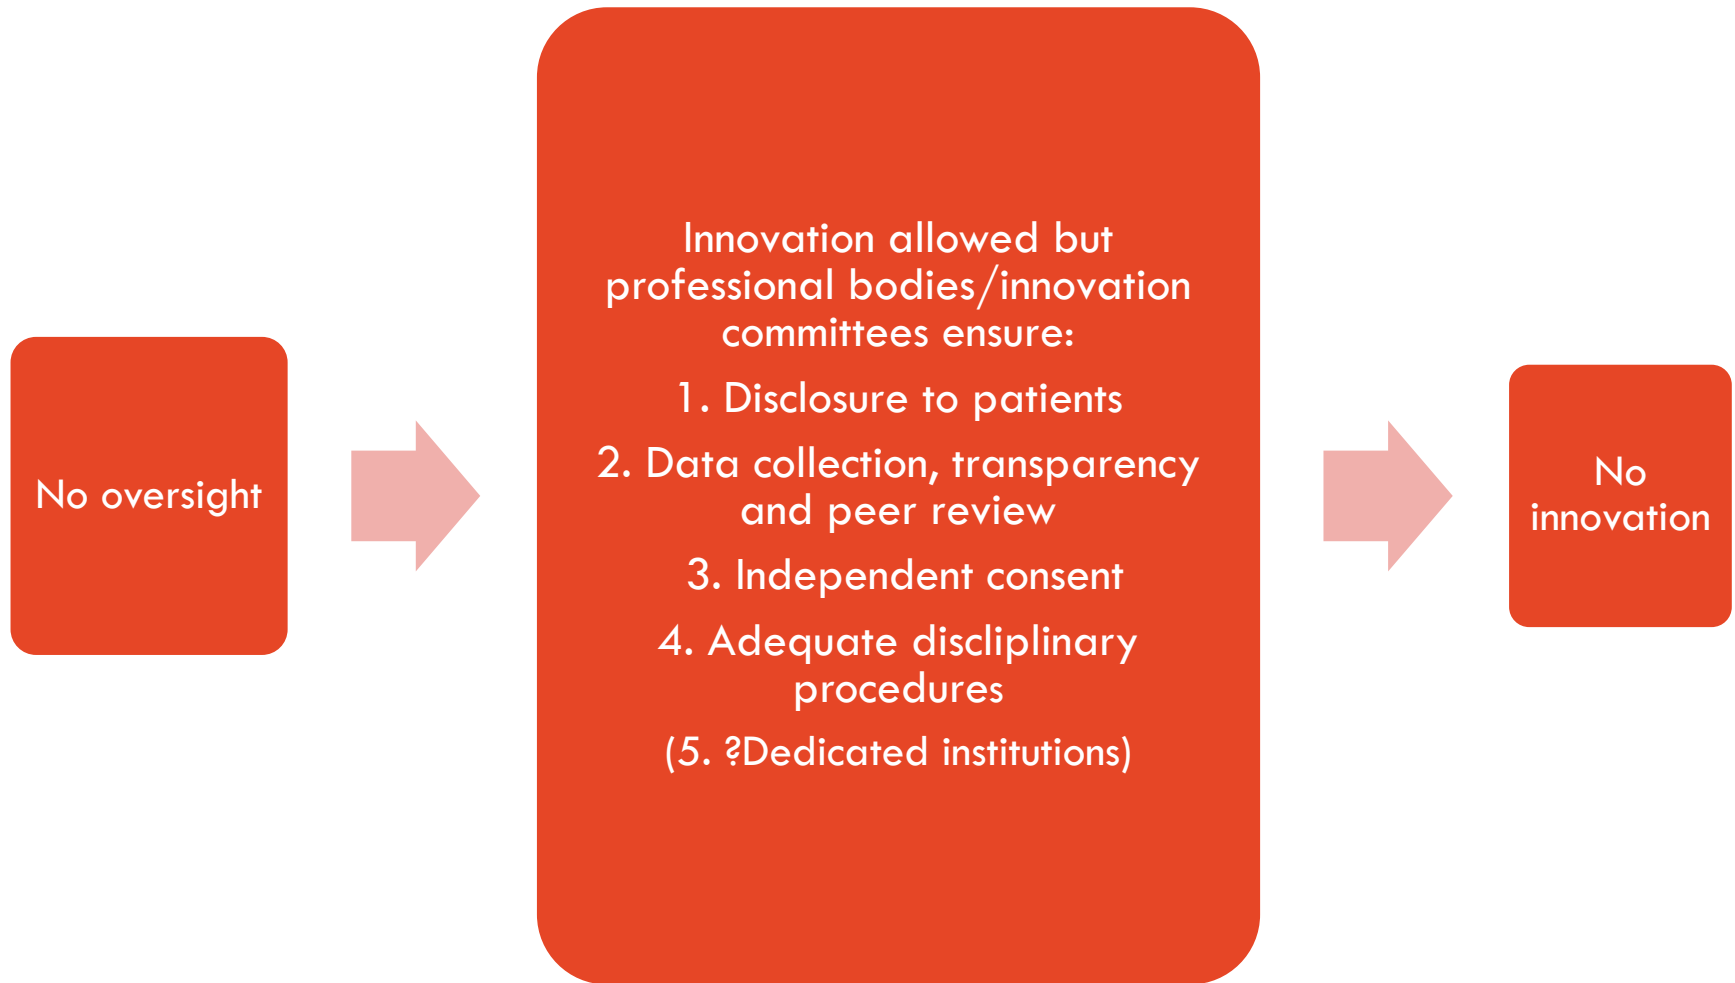 No oversight
Innovation allowed but
professional bodies/innovation
committees ensure:
1. Disclosure to patients
2. Data collection, transparency
and peer review
3. Independent consent
4. Adequate discliplinary
procedures
(5. ?Dedicated institutions)
No
innovation